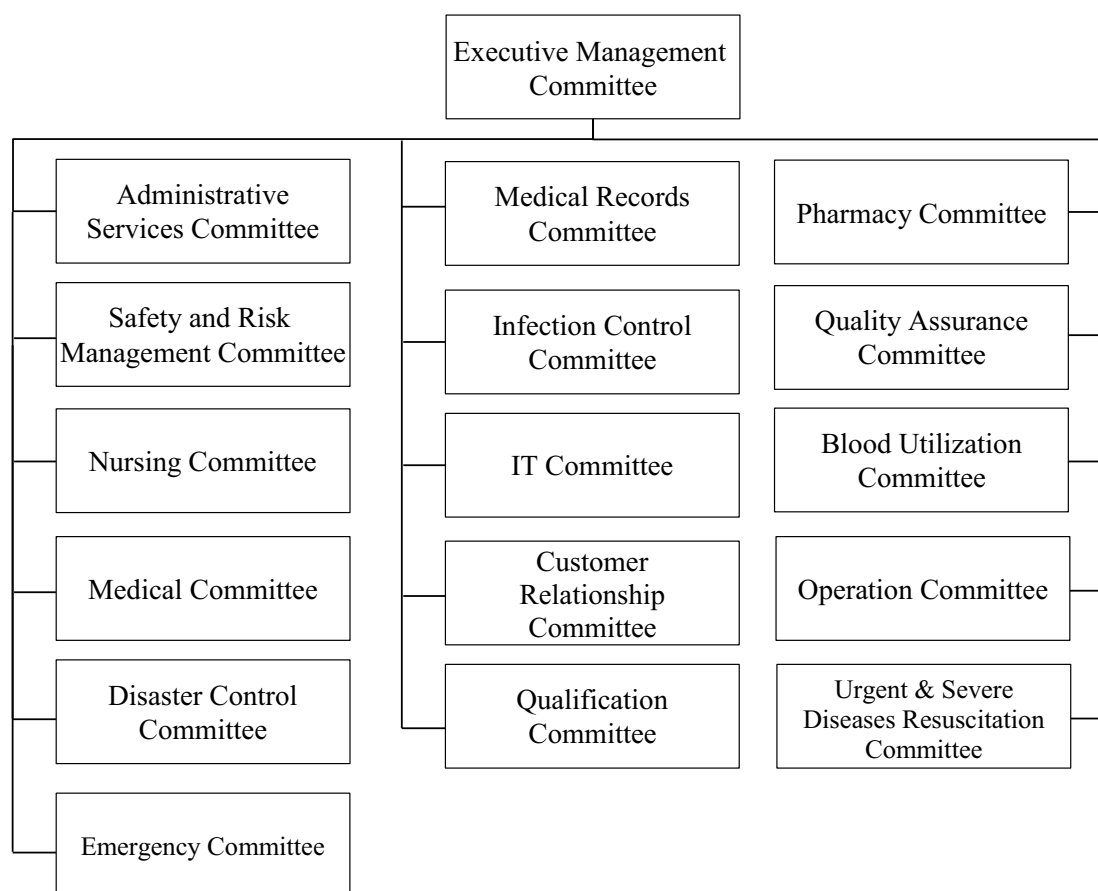 Executive Management
Committee
Administrative
Services Committee
Safety and Risk
Management Committee
Nursing Committee
Medical Committee
Disaster Control
Committee
Emergency Committee
Medical Records
Committee
Infection Control
Committee
IT Committee
Customer
Relationship
Committee
Qualification
Committee
Pharmacy Committee
Quality Assurance
Committee
Blood Utilization
Committee
Operation Committee
Urgent & Severe
Diseases Resuscitation
Committee